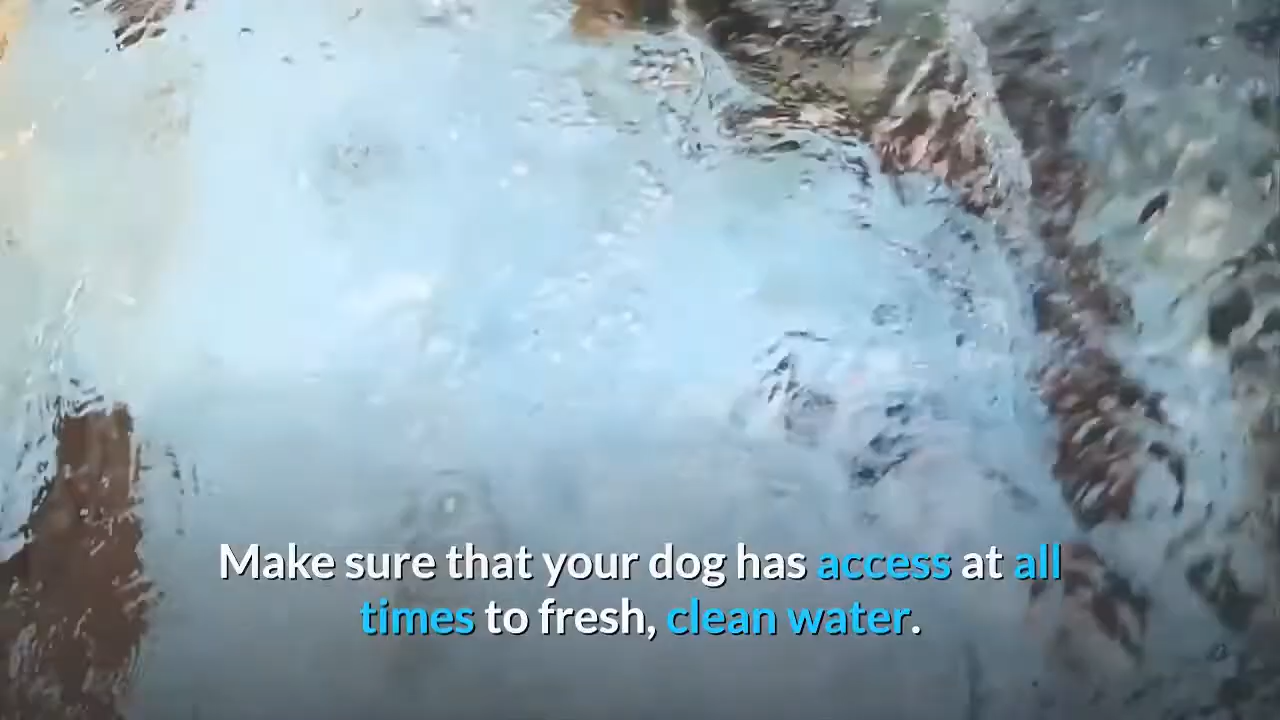 Make sure that your dog has access at all
times to fresh, clean water.